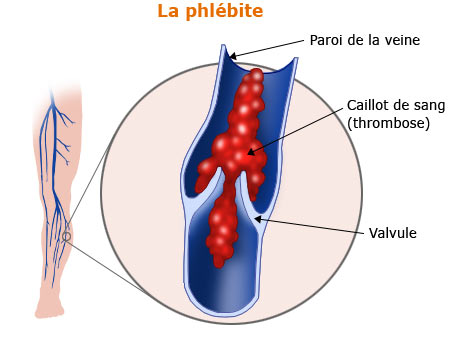 La phlébite
Paroi de la veine
Caillot de sang
(thrombose)
Valvule